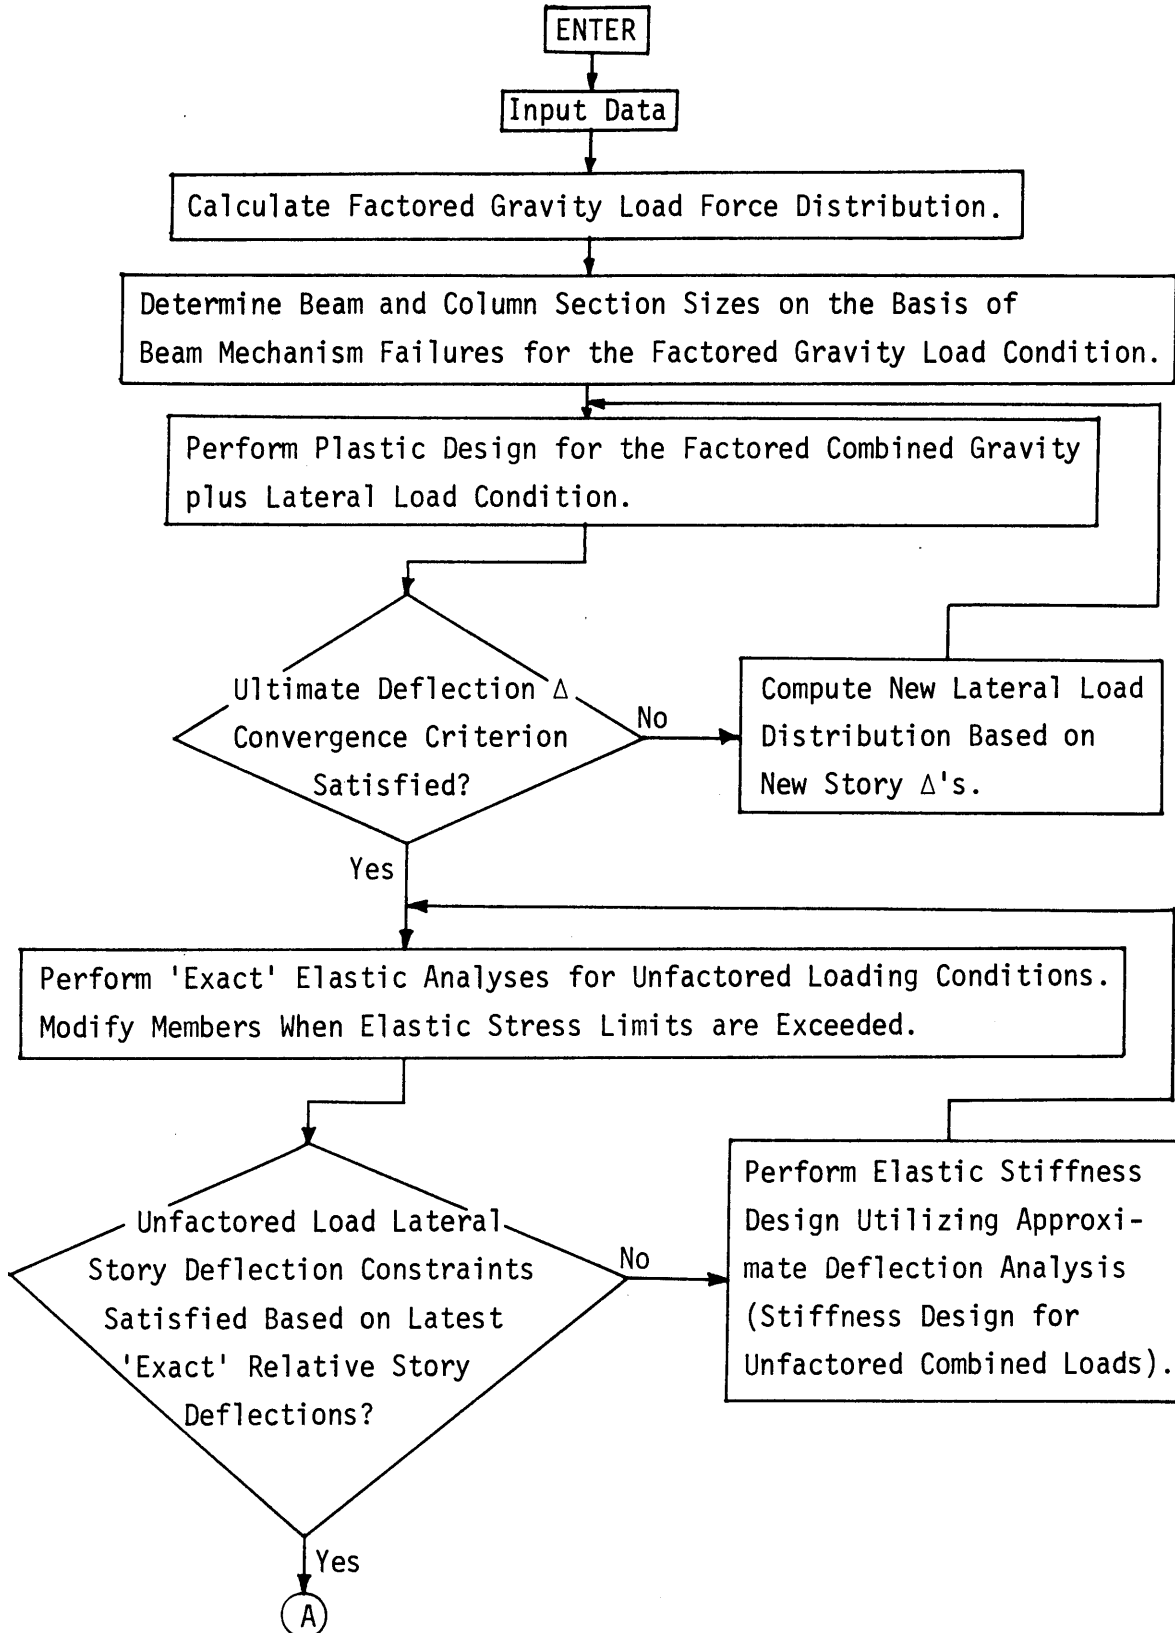 ENTER
Input Data
Calculate Factored Gravity Load Force Distribution.
Determine Beam and Column Section Sizes on the Basis of
Beam Mechanism Failures for the Factored Gravity Load Condition.
Perform Plastic Design for the Factored Combined Gravity
plus Lateral Load Condition.
Ultimate Deflection Δ
Convergence Criterion
Satisfied?
No
Compute New Lateral Load
Distribution Based on
New Story Δ's.
Yes
Perform 'Exact' Elastic Analyses for Unfactored Loading Conditions.
Modify Members When Elastic Stress Limits are Exceeded.
Unfactored Load Lateral
Story Deflection Constraints
Satisfied Based on Latest
'Exact' Relative Story
Deflections?
No
Perform Elastic Stiffness
Design Utilizing Approxi-
mate Deflection Analysis
(Stiffness Design for
Unfactored Combined Loads).
Yes
A